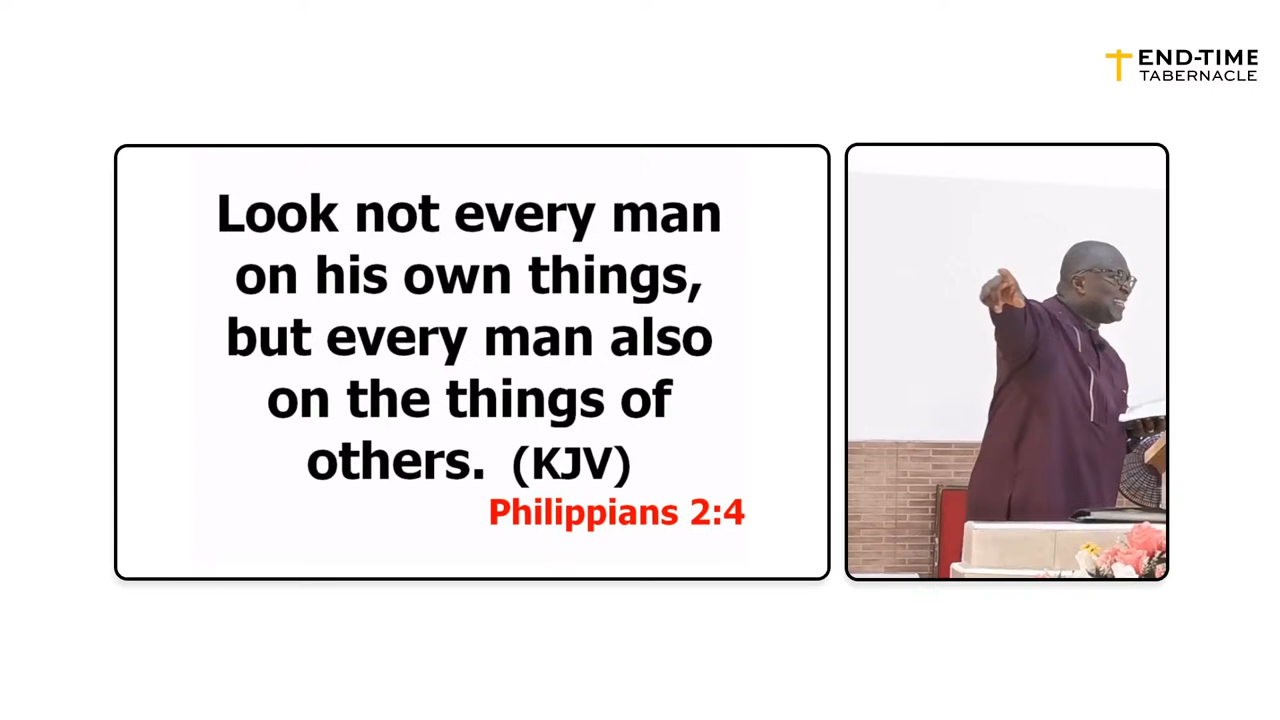 END-TIME
TABERNACLE
Look not every man
on his own things,
but every man also
on the things of
others. (KJV)
Philippians 2:4